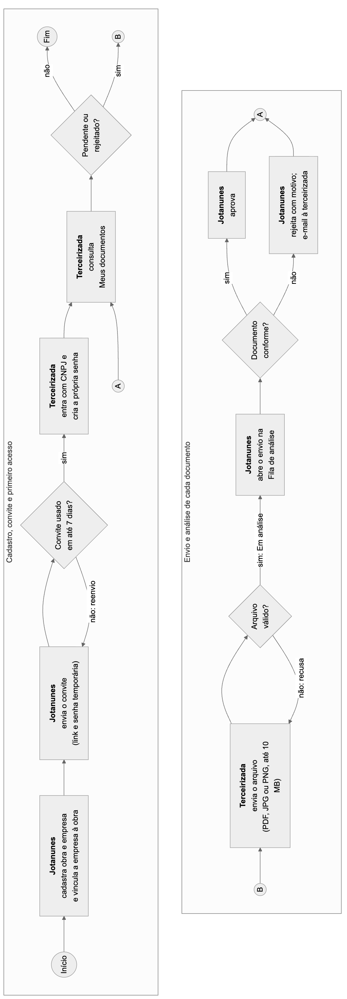 Cadastro, convite e primeiro acesso
Início
Jotanunes
cadastra obra e empresa
e vincula a empresa à obra
Jotanunes
envia o convite
(link e senha temporária)
não: reenvio
Convite usado
em até 7 dias?
sim
Terceirizada
entra com CNPJ e
cria a própria senha
A
Terceirizada
consulta
Meus documentos
Pendente ou
rejeitado?
não
Fim
sim
B
Envio e análise de cada documento
B
Terceirizada
envia o arquivo
(PDF, JPG ou PNG, até 10
MB)
não: recusa
Arquivo
válido?
sim: Em análise
Jotanunes
abre o envio na
Fila de análise
Documento
conforme?
sim
Jotanunes
aprova
não
Jotanunes
rejeita com motivo;
e-mail à terceirizada
A